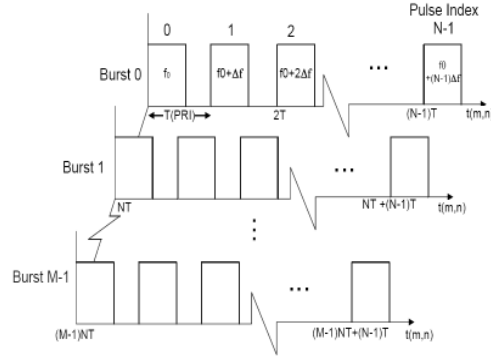 Pulse Index
0 1 2 N-1
Burst 0
f₀ f0+Δf f0+2Δf ... f0 +(N-1)Δf
T(PRI) 2T (N-1)T t(m,n)
Burst 1
...
NT NT +(N-1)T t(m,n)
⋮
Burst M-1
...
(M-1)NT (M-1)NT+(N-1)T t(m,n)